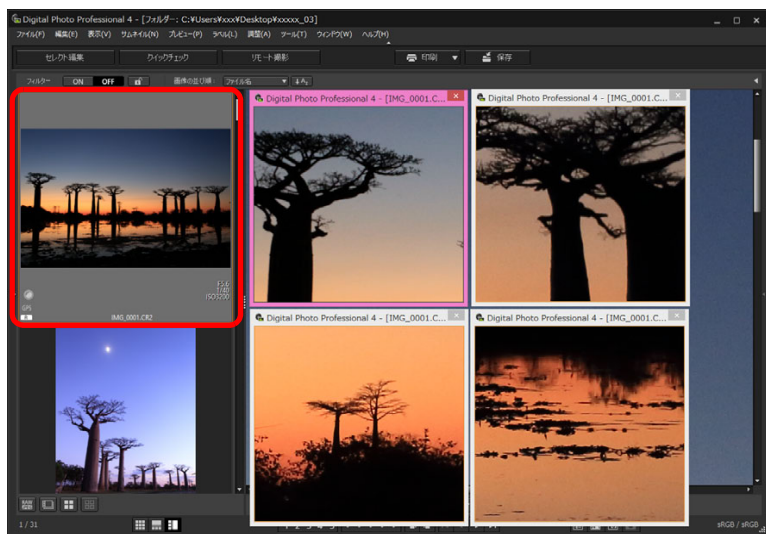 Digital Photo Professional 4 - [フォルダー: C:¥Users¥xxx¥Desktop¥xxxxx_03]
ファイル(F) 編集(E) 表示(V) サムネイル(N) プレビュー(P) ラベル(L) 調整(A) ツール(T) ウィンドウ(W) ヘルプ(H)
セレクト編集 クイックチェック リモート撮影 印刷 保存
フィルター ON OFF 画像の並び順: ファイル名
Digital Photo Professional 4 - [IMG_0001.C...
Digital Photo Professional 4 - [IMG_0001.C...
F5.6
1/40
ISO3200
GPS
IMG_0001.CR2
Digital Photo Professional 4 - [IMG_0001.C...
Digital Photo Professional 4 - [IMG_0001.C...
1 / 31
sRGB / sRGB